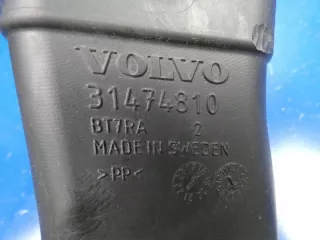 VOLVO
31474810
BT7RA 2
MADE IN SWEDEN
>PP<